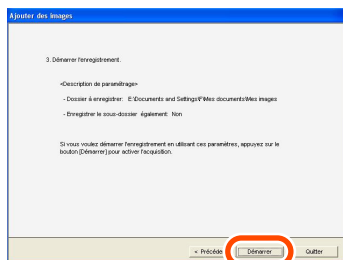 Ajouter des images
3. Démarrer l'enregistrement.
<Description de paramétrage>
- Dossier à enregistrer: E:\Documents and Settings\P\Mes documents\Mes images
- Enregistrer le sous-dossier également: Non
Si vous voulez démarrer l'enregistrement en utilisant ces paramètres, appuyez sur le
bouton [Démarrer] pour activer l'acquisition.
< Précéde
Démarrer
Quitter